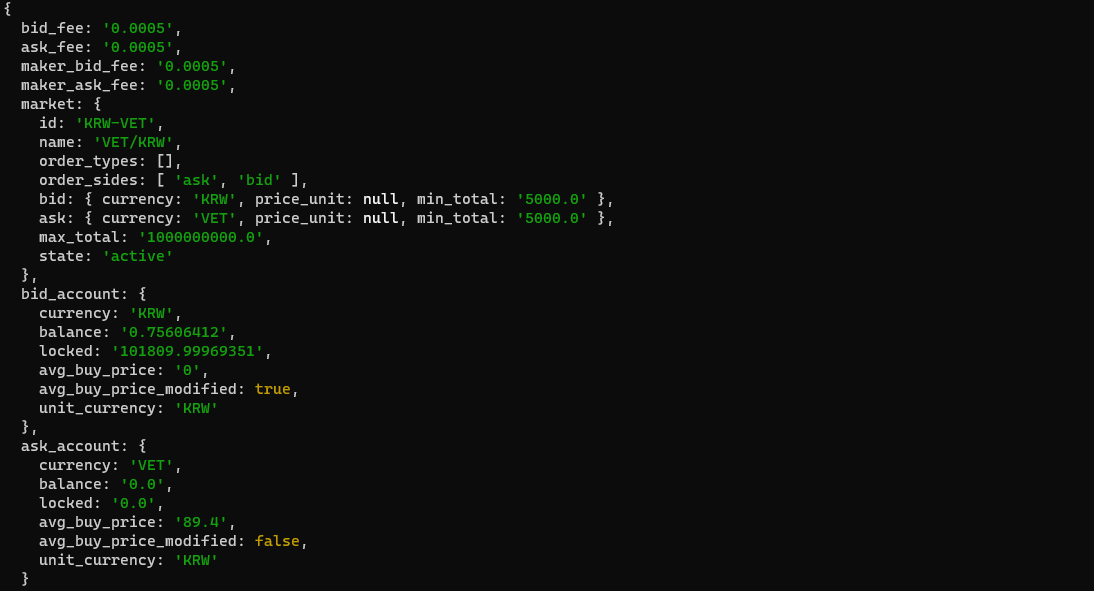 {
  bid_fee: '0.0005',
  ask_fee: '0.0005',
  maker_bid_fee: '0.0005',
  maker_ask_fee: '0.0005',
  market: {
    id: 'KRW-VET',
    name: 'VET/KRW',
    order_types: [],
    order_sides: [ 'ask', 'bid' ],
    bid: { currency: 'KRW', price_unit: null, min_total: '5000.0' },
    ask: { currency: 'VET', price_unit: null, min_total: '5000.0' },
    max_total: '1000000000.0',
    state: 'active'
  },
  bid_account: {
    currency: 'KRW',
    balance: '0.75606412',
    locked: '101809.99969351',
    avg_buy_price: '0',
    avg_buy_price_modified: true,
    unit_currency: 'KRW'
  },
  ask_account: {
    currency: 'VET',
    balance: '0.0',
    locked: '0.0',
    avg_buy_price: '89.4',
    avg_buy_price_modified: false,
    unit_currency: 'KRW'
  }